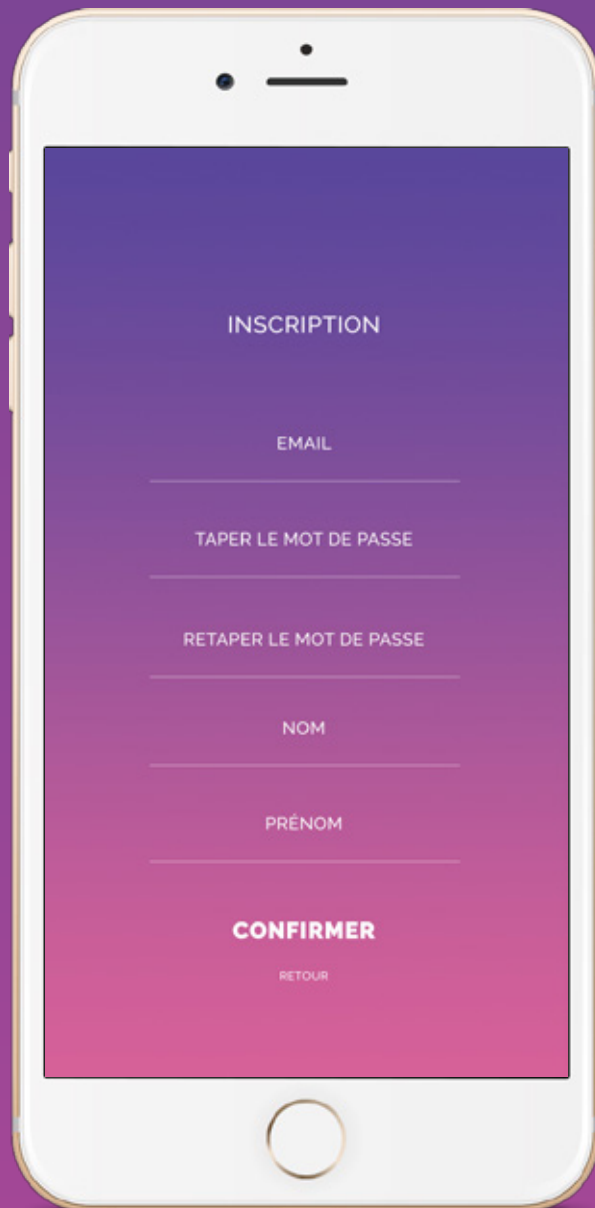 INSCRIPTION
EMAIL
TAPER LE MOT DE PASSE
RETAPER LE MOT DE PASSE
NOM
PRÉNOM
CONFIRMER
RETOUR